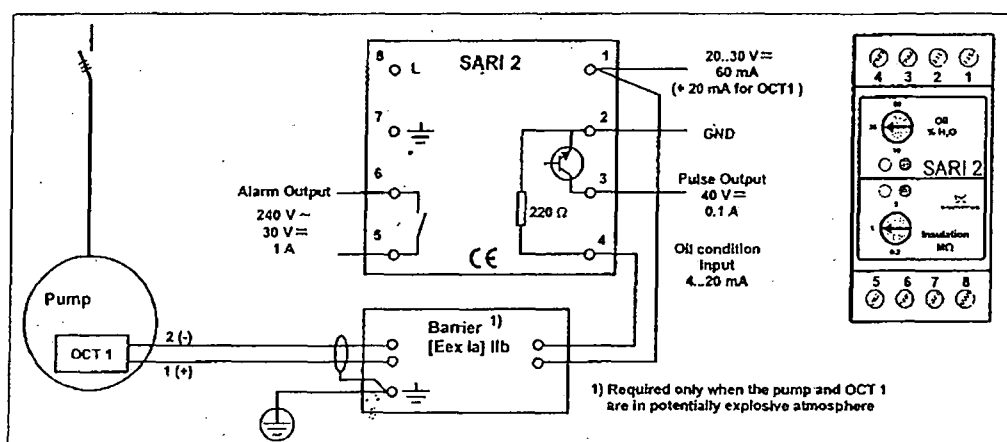 8 L
SARI 2
1
20..30 V⎓
60 mA
(+ 20 mA for OCT1)
7
2
GND
6
3
Alarm Output
240 V ~
30 V⎓
1 A
Pulse Output
40 V⎓
0.1 A
220 Ω
5
CE
4
Oil condition
input
4...20 mA
Pump
OCT 1
2 (-)
1 (+)
Barrier 1)
[Eex Ia] IIb
1) Required only when the pump and OCT 1
are in potentially explosive atmosphere
4 3 2 1
Oil
% H₂O
SARI 2
Insulation
MΩ
5 6 7 8